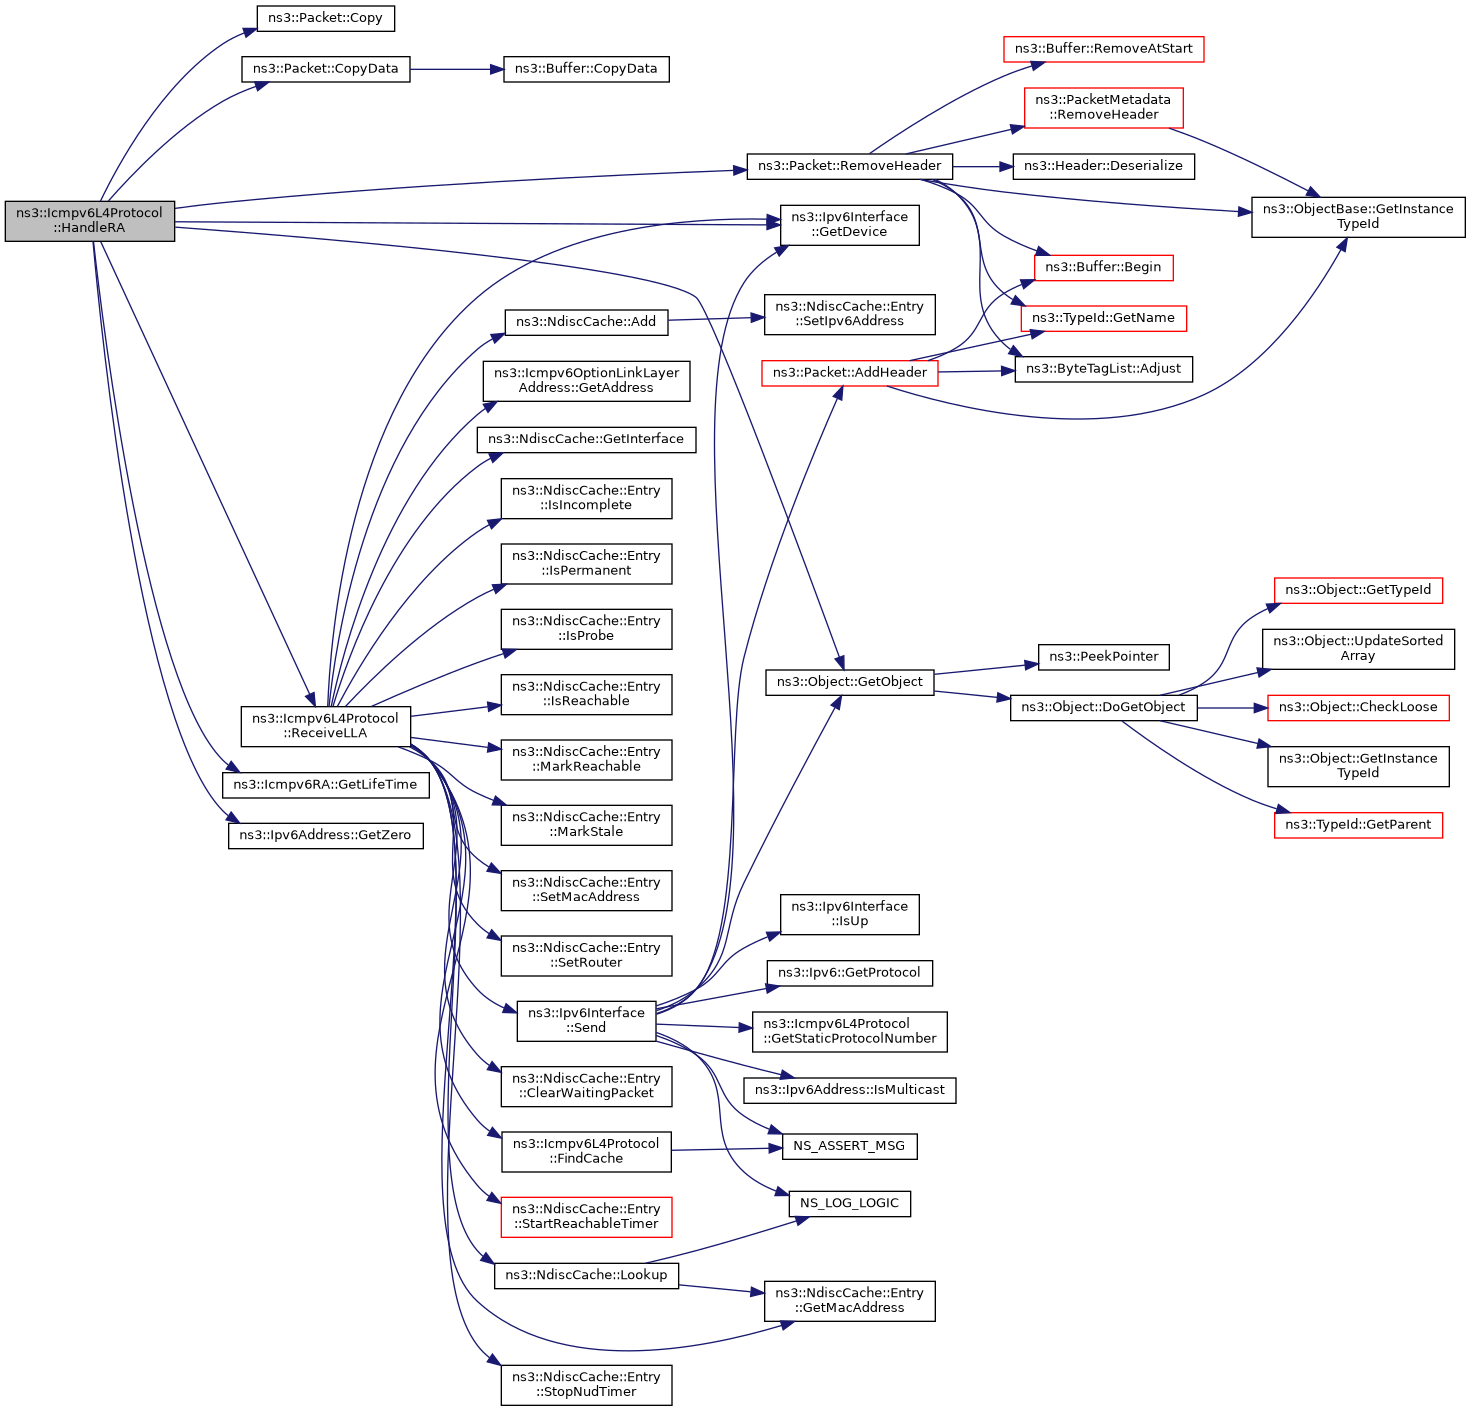 ns3::Icmpv6L4Protocol
::HandleRA
ns3::Packet::Copy
ns3::Packet::CopyData
ns3::Buffer::CopyData
ns3::Packet::RemoveHeader
ns3::Buffer::RemoveAtStart
ns3::PacketMetadata
::RemoveHeader
ns3::Header::Deserialize
ns3::ObjectBase::GetInstance
TypeId
ns3::Buffer::Begin
ns3::TypeId::GetName
ns3::ByteTagList::Adjust
ns3::Ipv6Interface
::GetDevice
ns3::NdiscCache::Add
ns3::NdiscCache::Entry
::SetIpv6Address
ns3::Packet::AddHeader
ns3::Icmpv6OptionLinkLayer
Address::GetAddress
ns3::NdiscCache::GetInterface
ns3::NdiscCache::Entry
::IsIncomplete
ns3::NdiscCache::Entry
::IsPermanent
ns3::NdiscCache::Entry
::IsProbe
ns3::NdiscCache::Entry
::IsReachable
ns3::Icmpv6L4Protocol
::ReceiveLLA
ns3::NdiscCache::Entry
::MarkReachable
ns3::Icmpv6RA::GetLifeTime
ns3::NdiscCache::Entry
::MarkStale
ns3::Ipv6Address::GetZero
ns3::NdiscCache::Entry
::SetMacAddress
ns3::NdiscCache::Entry
::SetRouter
ns3::Ipv6Interface
::Send
ns3::NdiscCache::Entry
::ClearWaitingPacket
ns3::Icmpv6L4Protocol
::FindCache
ns3::NdiscCache::Entry
::StartReachableTimer
ns3::NdiscCache::Lookup
ns3::NdiscCache::Entry
::StopNudTimer
ns3::Object::GetObject
ns3::PeekPointer
ns3::Object::DoGetObject
ns3::Object::GetTypeId
ns3::Object::UpdateSorted
Array
ns3::Object::CheckLoose
ns3::Object::GetInstance
TypeId
ns3::TypeId::GetParent
ns3::Ipv6Interface
::IsUp
ns3::Ipv6::GetProtocol
ns3::Icmpv6L4Protocol
::GetStaticProtocolNumber
ns3::Ipv6Address::IsMulticast
NS_ASSERT_MSG
NS_LOG_LOGIC
ns3::NdiscCache::Entry
::GetMacAddress